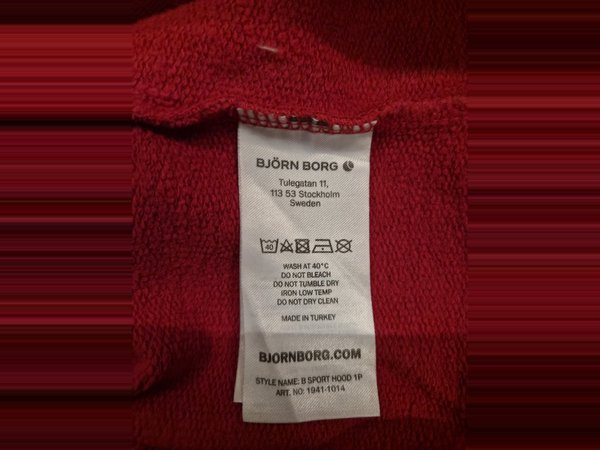 BJÖRN BORG
Tulegatan 11,
113 53 Stockholm
Sweden
40
WASH AT 40°C
DO NOT BLEACH
DO NOT TUMBLE DRY
IRON LOW TEMP
DO NOT DRY CLEAN
MADE IN TURKEY
BJORNBORG.COM
STYLE NAME: B SPORT HOOD 1P
ART. NO: 1941-1014